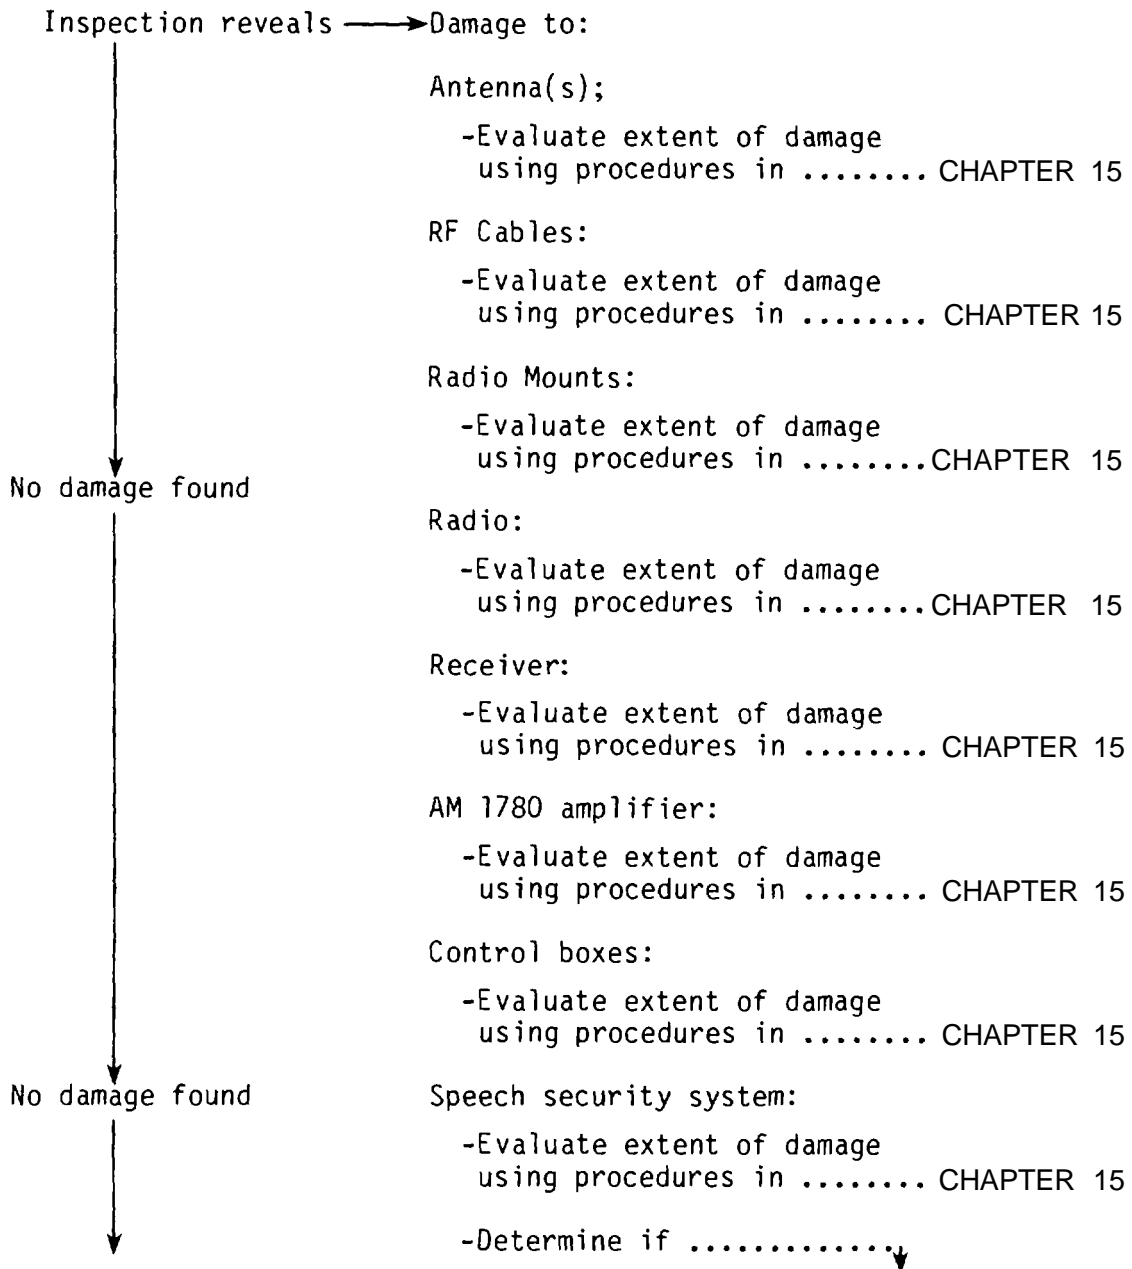 Inspection reveals Damage to:
Antenna(s);
-Evaluate extent of damage
using procedures in ........ CHAPTER 15
RF Cables:
-Evaluate extent of damage
using procedures in ........ CHAPTER 15
Radio Mounts:
-Evaluate extent of damage
using procedures in ........ CHAPTER 15
No damage found
Radio:
-Evaluate extent of damage
using procedures in ........ CHAPTER 15
Receiver:
-Evaluate extent of damage
using procedures in ........ CHAPTER 15
AM 1780 amplifier:
-Evaluate extent of damage
using procedures in ........ CHAPTER 15
Control boxes:
-Evaluate extent of damage
using procedures in ........ CHAPTER 15
No damage found Speech security system:
-Evaluate extent of damage
using procedures in ........ CHAPTER 15
-Determine if .............